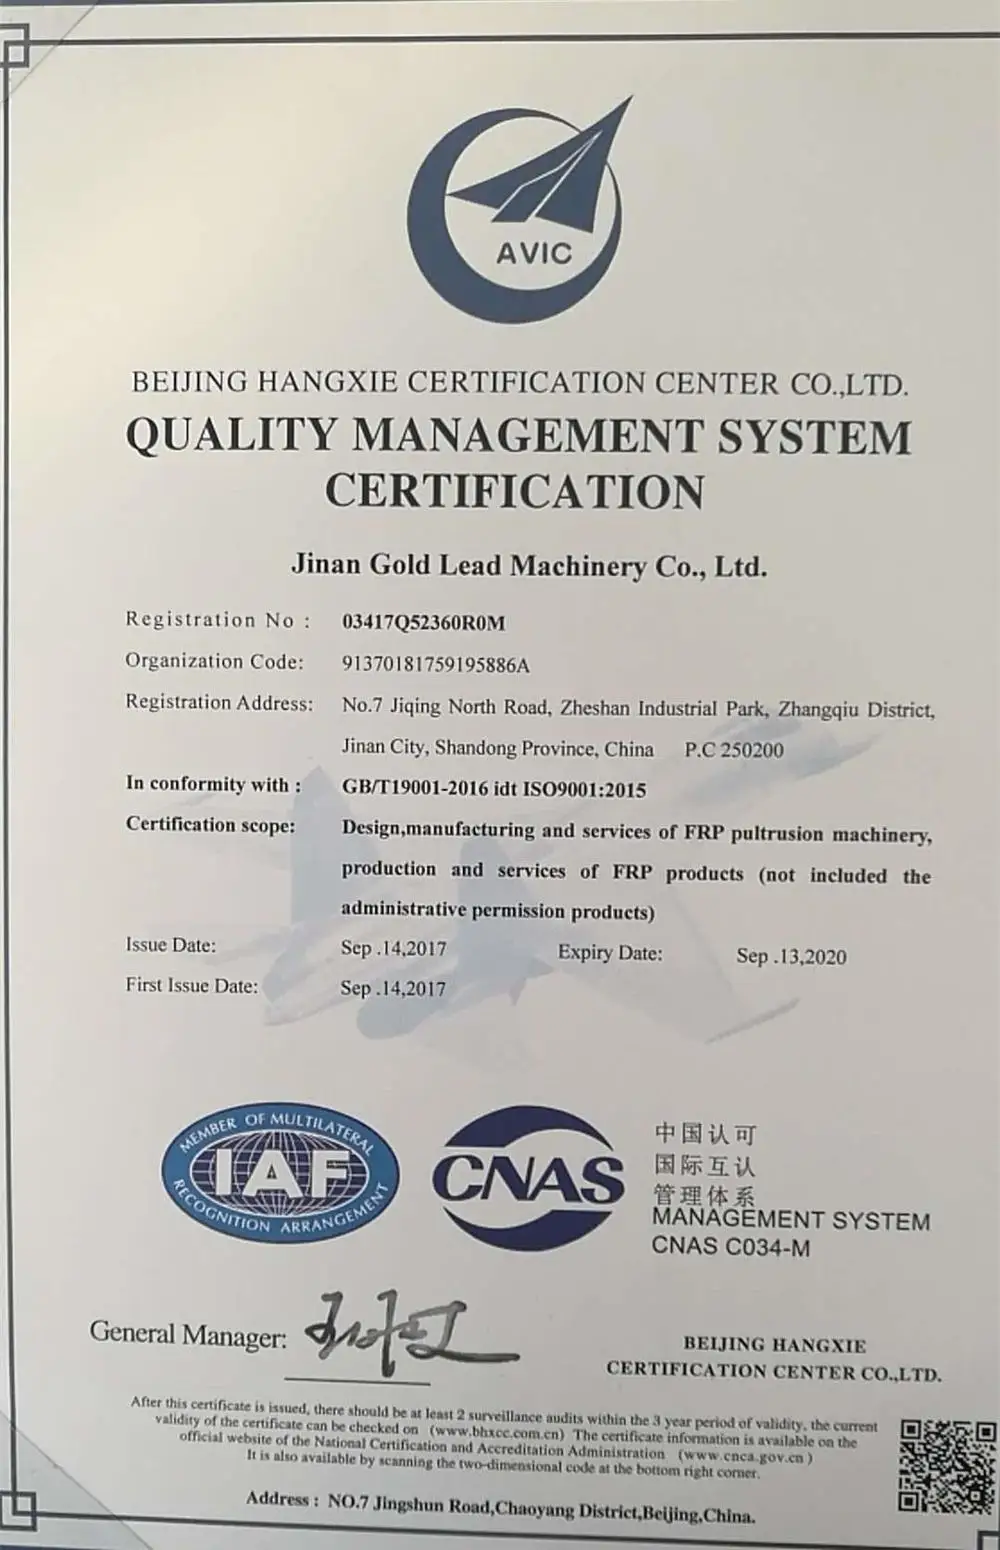 AVIC
BEIJING HANGXIE CERTIFICATION CENTER CO.,LTD.
QUALITY MANAGEMENT SYSTEM
CERTIFICATION
Jinan Gold Lead Machinery Co., Ltd.
Registration No : 03417Q52360R0M
Organization Code: 91370181759195886A
Registration Address: No.7 Jiqing North Road, Zheshan Industrial Park, Zhangqiu District,
Jinan City, Shandong Province, China P.C 250200
In conformity with : GB/T19001-2016 idt ISO9001:2015
Certification scope: Design,manufacturing and services of FRP pultrusion machinery,
production and services of FRP products (not included the
administrative permission products)
Issue Date: Sep .14,2017 Expiry Date: Sep .13,2020
First Issue Date: Sep .14,2017
MEMBER OF MULTILATERAL
IAF
RECOGNITION ARRANGEMENT
CNAS
中国认可
国际互认
管理体系
MANAGEMENT SYSTEM
CNAS C034-M
General Manager:
BEIJING HANGXIE
CERTIFICATION CENTER CO.,LTD.
After this certificate is issued, there should be at least 2 surveillance audits within the 3 year period of validity, the current
validity of the certificate can be checked on (www.bhxcc.com.cn) The certificate information is available on the
official website of the National Certification and Accreditation Administration (www.cnca.gov.cn )
It is also available by scanning the two-dimensional code at the bottom right corner.
Address : NO.7 Jingshun Road,Chaoyang District,Beijing,China.